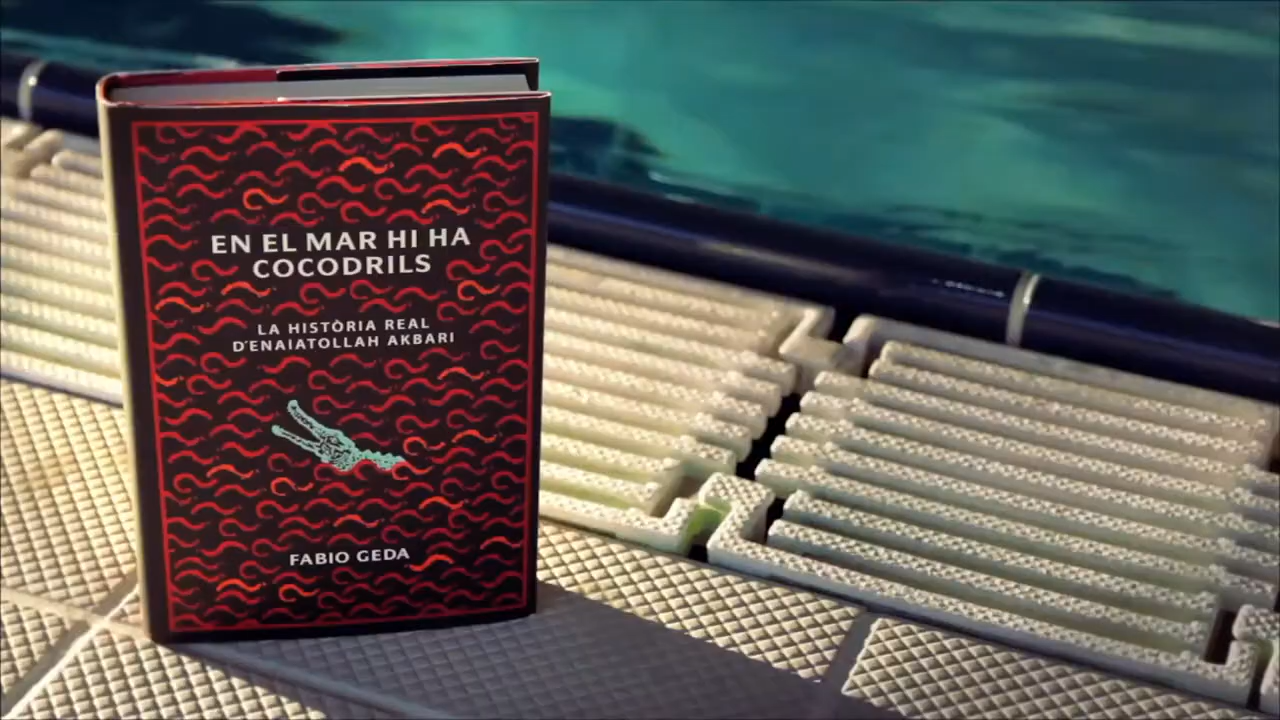 EN EL MAR HI HA
COCODRILS
LA HISTÒRIA REAL
D'ENAIATOLLAH AKBARI
FABIO GEDA